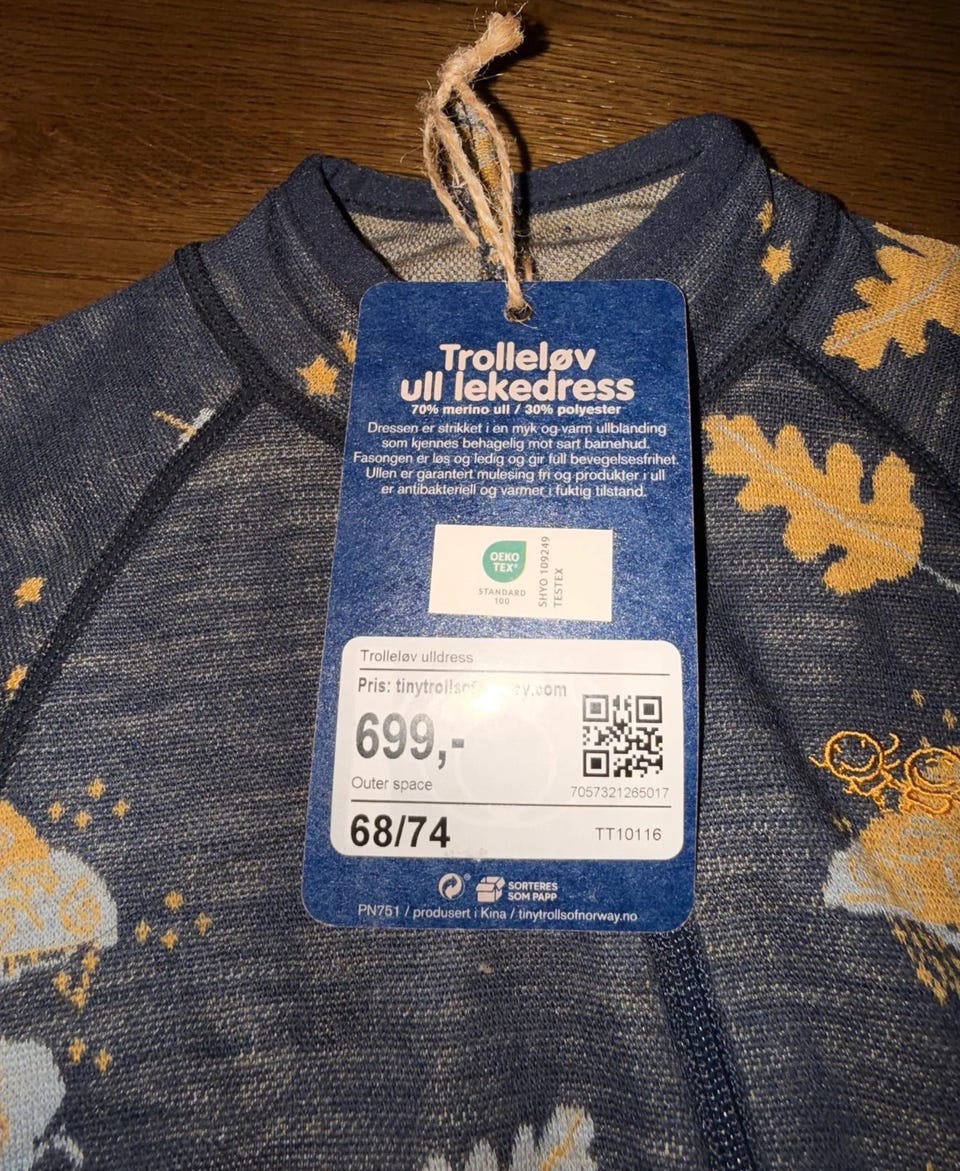 Trolleløv
ull lekedress
70% merino ull / 30% polyester
Dressen er strikket i en myk og varm ullblanding
som kjennes behagelig mot sart barnehud.
Fasongen er løs og ledig og gir full bevegelsesfrihet.
Ullen er garantert mulesing fri og produkter i ull
er antibakteriell og varmer i fuktig tilstand.
OEKO
TEX®
STANDARD
100
SHYO 109249
TESTEX
Trolleløv ulldress
Pris:
699,-
Outer space
7057321265017
68/74
TT10116
SORTERES
SOM PAPP
PN751 / produsert i Kina / tinytrollsofnorway.no